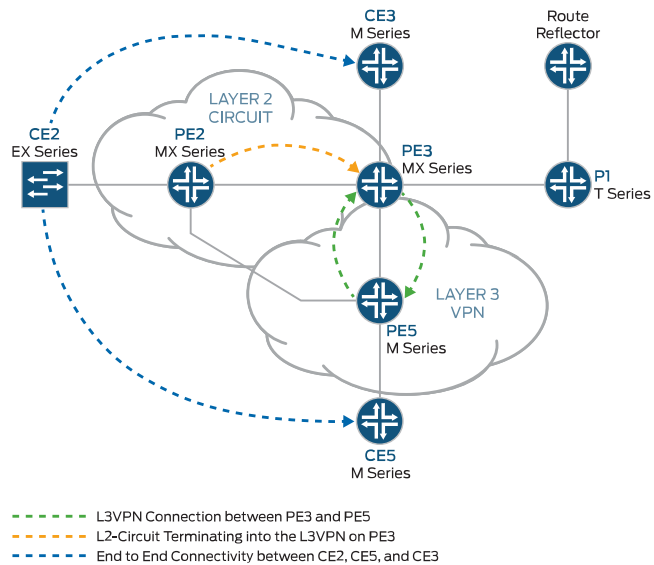 CE3
M Series
Route
Reflector
LAYER 2
CIRCUIT
CE2
EX Series
PE2
MX Series
PE3
MX Series
P1
T Series
LAYER 3
VPN
PE5
M Series
CE5
M Series
L3VPN Connection between PE3 and PE5
L2-Circuit Terminating into the L3VPN on PE3
End to End Connectivity between CE2, CE5, and CE3